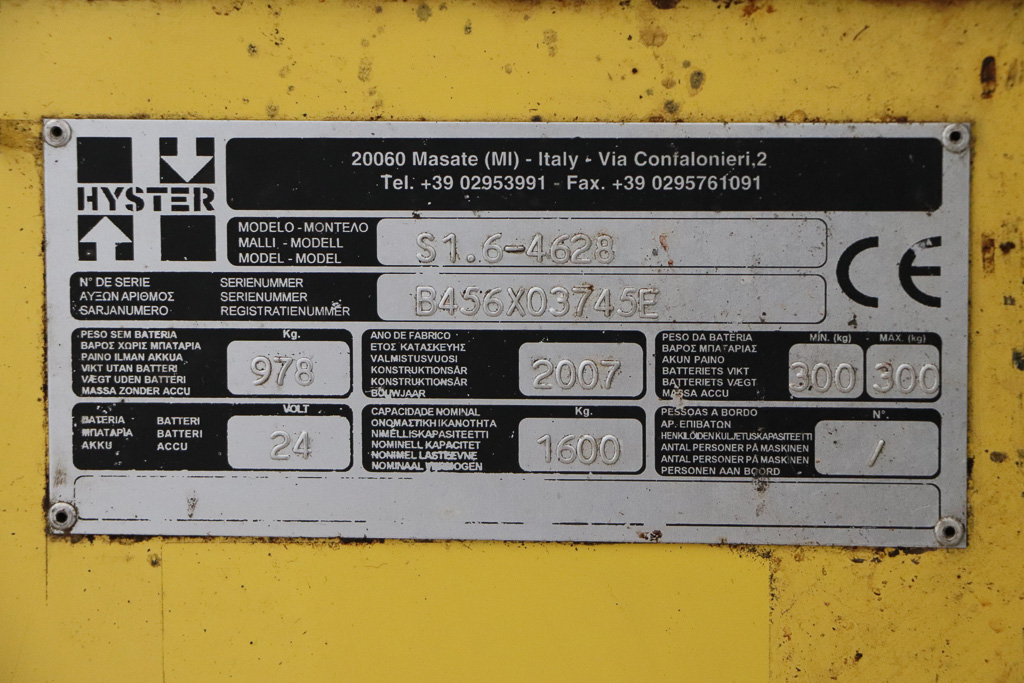 HYSTER
20060 Masate (MI) - Italy - Via Confalonieri,2
Tel. +39 02953991 - Fax. +39 0295761091
MODELO - MONTEΛO
MALLI - MODELL
MODEL - MODEL
S1.6-4628
CE
N° DE SERIE SERIENUMMER
ΑΥΞΩΝ ΑΡΙΘΜΟΣ SERIENUMMER
SARJANUMERO REGISTRATIENUMMER
B456X03745E
PESO SEM BATERIA Kg.
ΒΑΡΟΣ ΧΩΡΙΣ ΜΠΑΤΑΡΙΑ
PAINO ILMAN AKKUA
VIKT UTAN BATTERI
VÆGT UDEN BATTERI
MASSA ZONDER ACCU
978
ANO DE FABRICO
ΕΤΟΣ ΚΑΤΑΣΚΕΥΗΣ
VALMISTUSVUOSI
KONSTRUKTIONSÅR
KONSTRUKTIONSÅR
BOUWJAAR
2007
PESO DA BATERIA MÍN. (kg) MÁX. (kg)
ΒΑΡΟΣ ΜΠΑΤΑΡΙΑΣ
AKUN PAINO
BATTERIETS VIKT
BATTERIETS VÆGT
MASSA ACCU
300 300
VOLT
BATERIA BATTERI
ΜΠΑΤΑΡΙΑ BATTERI
AKKU ACCU
24
CAPACIDADE NOMINAL Kg.
ΟΝΟΜΑΣΤΙΚΗ ΙΚΑΝΟΤΗΤΑ
NIMELLISKAPASITEETTI
NOMINELL KAPACITET
NONIMEL LASTEEVNE
NOMINAAL VERMOGEN
1600
PESSOAS A BORDO N°.
ΑΡ. ΕΠΙΒΑΤΩΝ
HENKILÖIDEN KULJETUSKAPASITEETTI
ANTAL PERSONER PÅ MASKINEN
ANTAL PERSONER PÅ MASKINEN
PERSONEN AAN BOORD
/